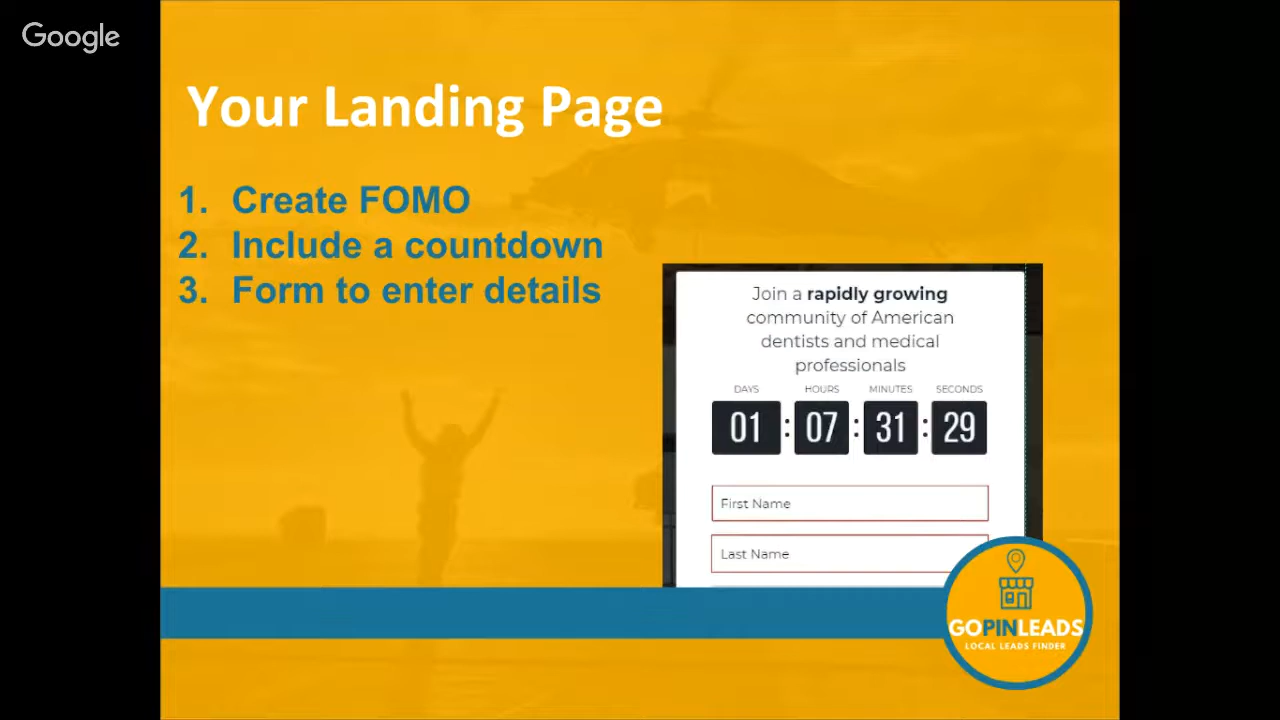 Google
Your Landing Page
1. Create FOMO
2. Include a countdown
3. Form to enter details
Join a rapidly growing
community of American
dentists and medical
professionals
DAYS HOURS MINUTES SECONDS
01 : 07 : 31 : 29
First Name
Last Name
GOPINLEADS
LOCAL LEADS FINDER